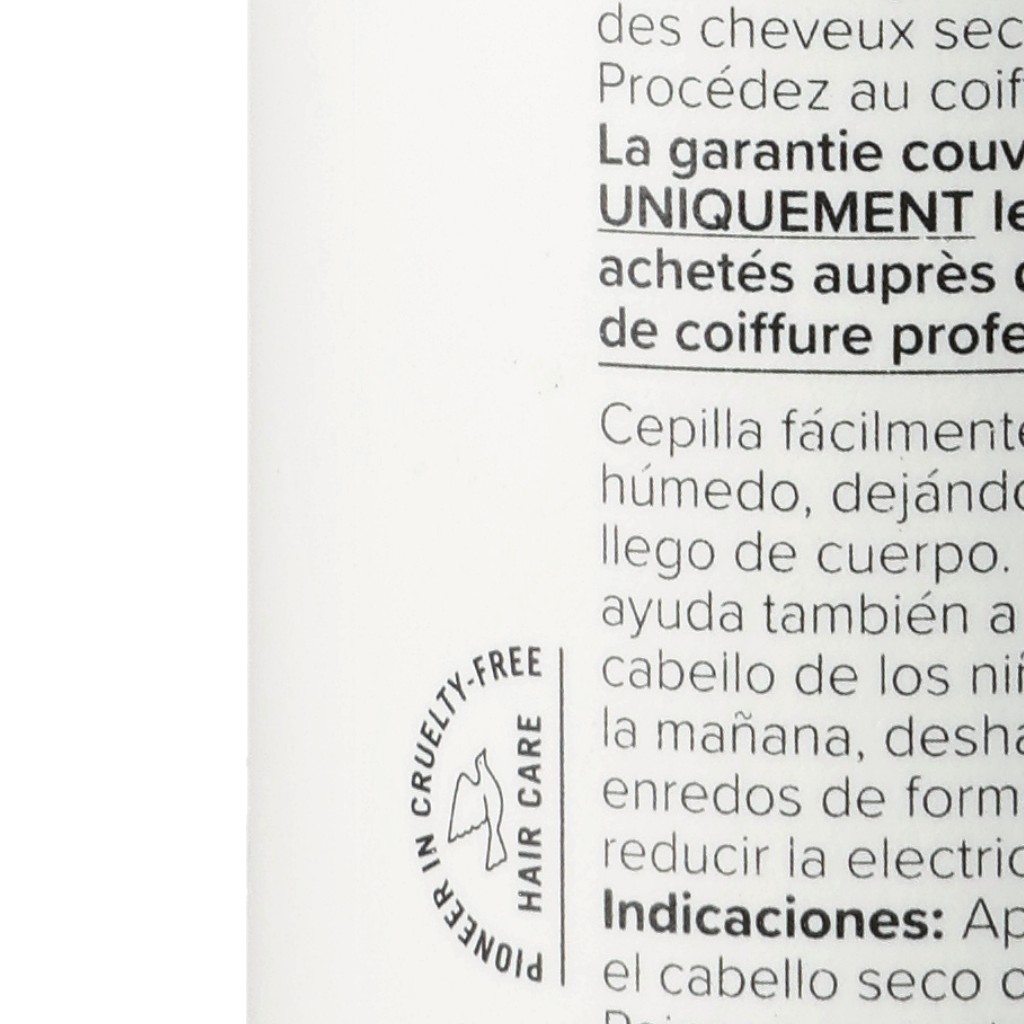 des cheveux sec
Procédez au coif
La garantie couv
UNIQUEMENT le
achetés auprès
de coiffure profe
Cepilla fácilmente
húmedo, dejándo
llego de cuerpo.
ayuda también a
cabello de los niñ
la mañana, desha
enredos de form
reducir la electric
Indicaciones: Ap
el cabello seco o
PIONEER IN CRUELTY-FREE
HAIR CARE